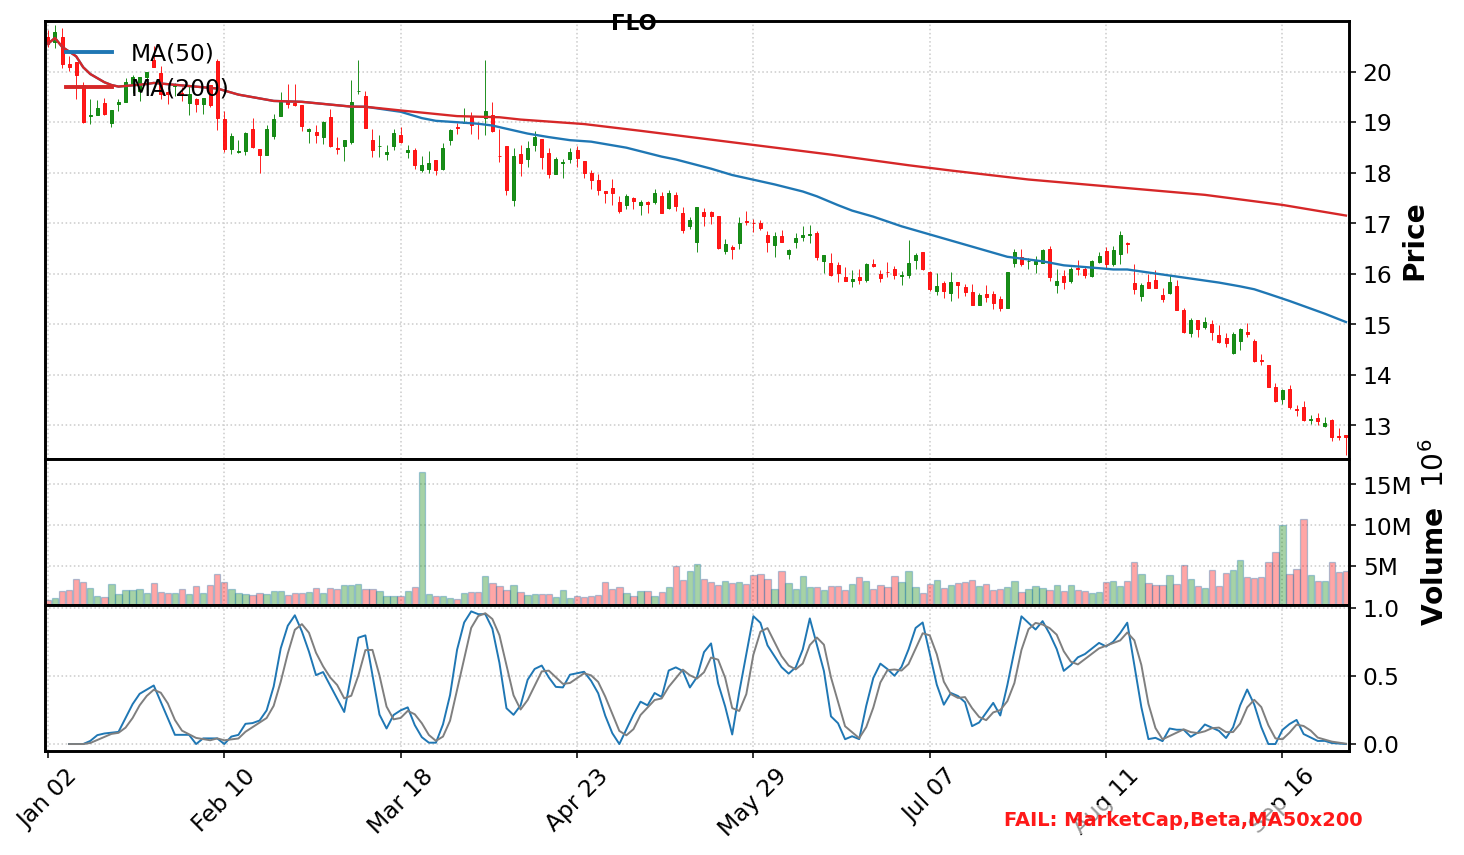 FLO
MA(50)
MA(200)
20
19
18
17
16
15
14
13
Price
15M
10M
5M
Volume 10^6
1.0
0.5
0.0
Jan 02
Feb 10
Mar 18
Apr 23
May 29
Jul 07
Aug 11
Sep 16
FAIL: MarketCap,Beta,MA50x200